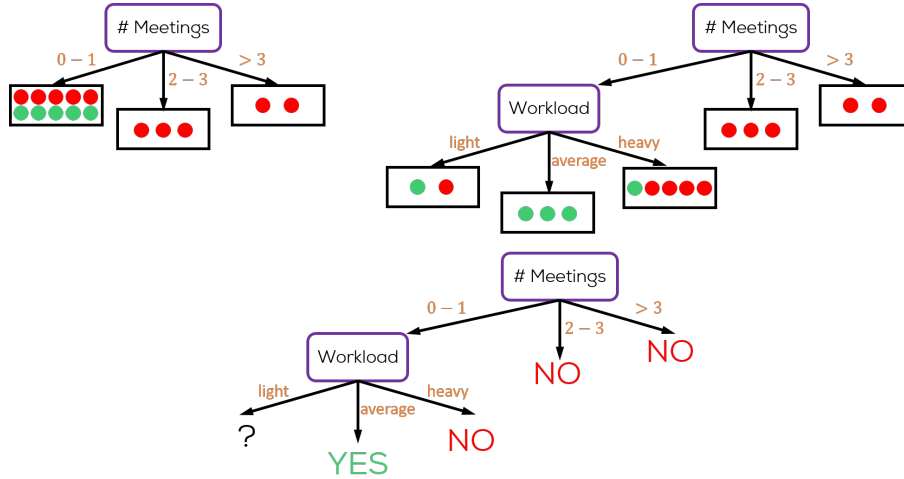 # Meetings
0 − 1
2 − 3
> 3
# Meetings
0 − 1
2 − 3
> 3
Workload
light
average
heavy
# Meetings
0 − 1
2 − 3
> 3
NO
NO
Workload
light
average
heavy
?
YES
NO